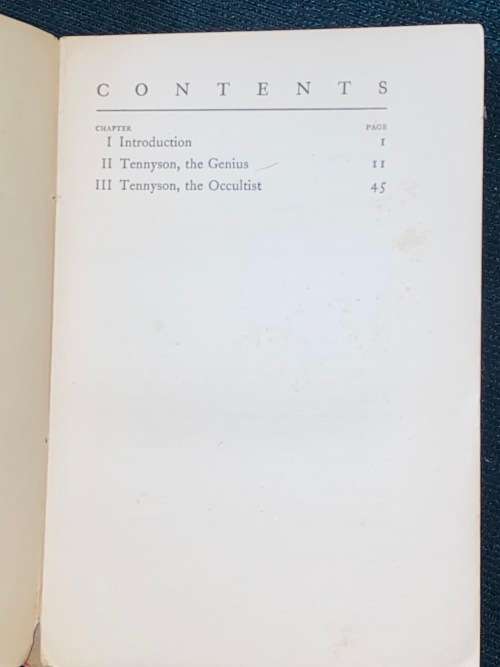 CONTENTS
CHAPTER PAGE
I Introduction 1
II Tennyson, the Genius 11
III Tennyson, the Occultist 45